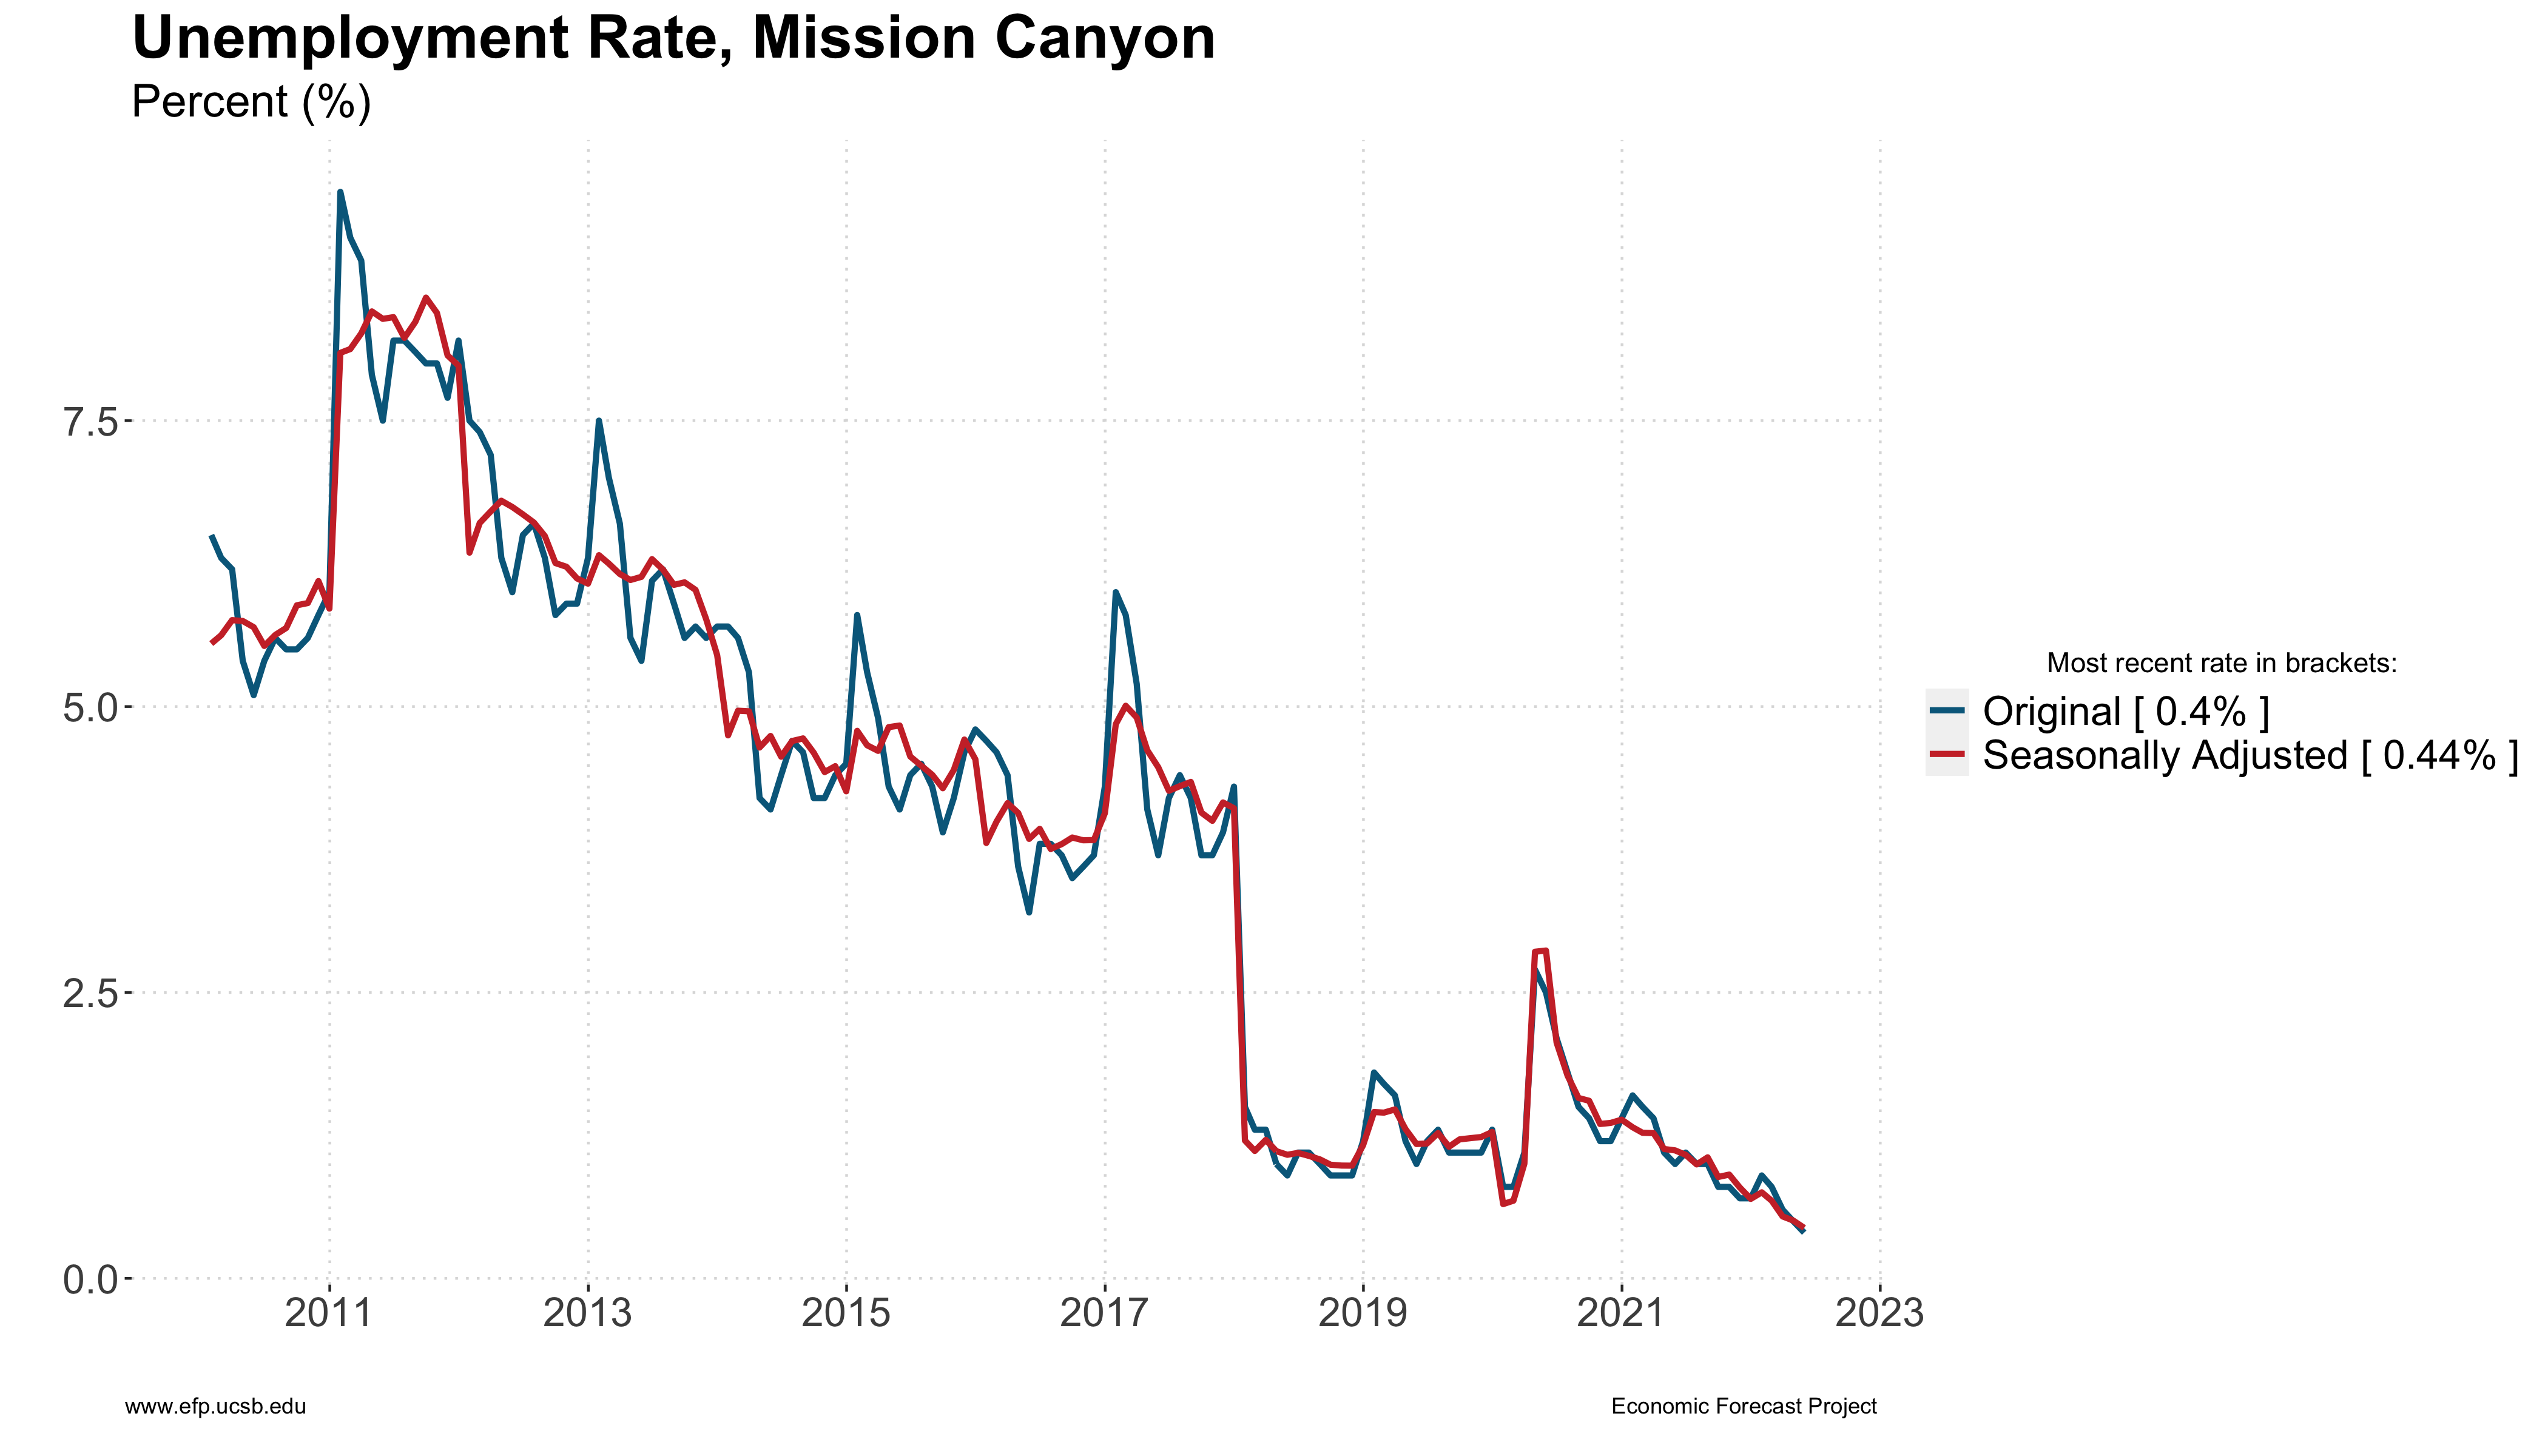 Unemployment Rate, Mission Canyon
Percent (%)
7.5
5.0
2.5
0.0
2011 2013 2015 2017 2019 2021 2023
Most recent rate in brackets:
Original [ 0.4% ]
Seasonally Adjusted [ 0.44% ]
www.efp.ucsb.edu
Economic Forecast Project